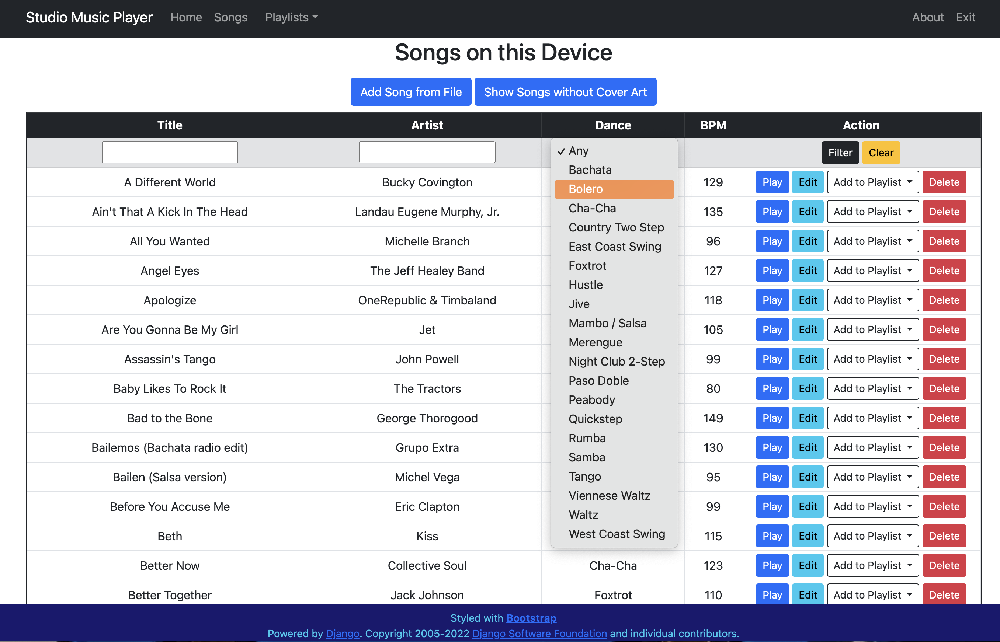 Studio Music Player Home Songs Playlists About Exit
Songs on this Device
Add Song from File Show Songs without Cover Art
Title Artist Dance BPM Action
✓ Any Filter Clear
Bachata
A Different World Bucky Covington 129 Play Edit Add to Playlist Delete
Bolero
Cha-Cha
Ain't That A Kick In The Head Landau Eugene Murphy, Jr. 135 Play Edit Add to Playlist Delete
Country Two Step
All You Wanted Michelle Branch 96 Play Edit Add to Playlist Delete
East Coast Swing
Foxtrot
Angel Eyes The Jeff Healey Band 127 Play Edit Add to Playlist Delete
Hustle
Apologize OneRepublic & Timbaland 118 Play Edit Add to Playlist Delete
Jive
Mambo / Salsa
Are You Gonna Be My Girl Jet 105 Play Edit Add to Playlist Delete
Merengue
Assassin's Tango John Powell 99 Play Edit Add to Playlist Delete
Night Club 2-Step
Paso Doble
Baby Likes To Rock It The Tractors 80 Play Edit Add to Playlist Delete
Peabody
Bad to the Bone George Thorogood 149 Play Edit Add to Playlist Delete
Quickstep
Rumba
Bailemos (Bachata radio edit) Grupo Extra 130 Play Edit Add to Playlist Delete
Samba
Tango
Bailen (Salsa version) Michel Vega 95 Play Edit Add to Playlist Delete
Viennese Waltz
Before You Accuse Me Eric Clapton 99 Play Edit Add to Playlist Delete
Waltz
West Coast Swing
Beth Kiss 115 Play Edit Add to Playlist Delete
Better Now Collective Soul Cha-Cha 123 Play Edit Add to Playlist Delete
Better Together Jack Johnson Foxtrot 110 Play Edit Add to Playlist Delete
Styled with Bootstrap
Powered by Django. Copyright 2005-2022 Django Software Foundation and individual contributors.